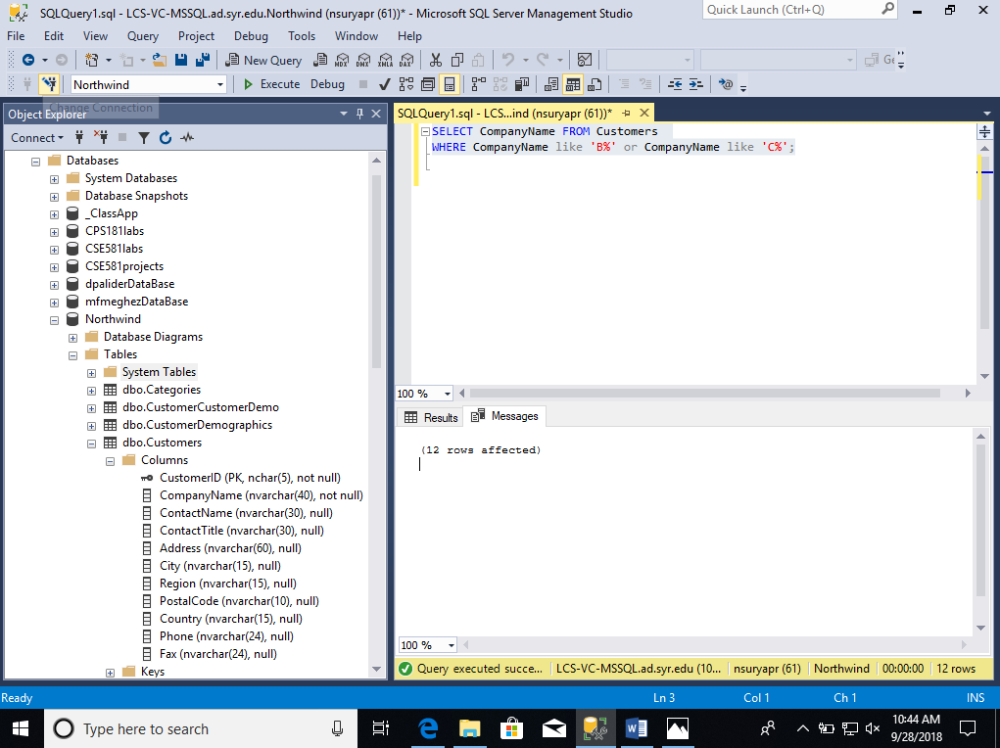 SQLQuery1.sql - LCS-VC-MSSQL.ad.syr.edu.Northwind (nsuryapr (61))* - Microsoft SQL Server Management Studio
Quick Launch (Ctrl+Q)
File Edit View Query Project Debug Tools Window Help
New Query MDX DMX XMLA DAX
Northwind Execute Debug
Change Connection
Object Explorer
Connect
Databases
System Databases
Database Snapshots
_ClassApp
CPS181labs
CSE581labs
CSE581projects
dpaliderDataBase
mfmeghezDataBase
Northwind
Database Diagrams
Tables
System Tables
dbo.Categories
dbo.CustomerCustomerDemo
dbo.CustomerDemographics
dbo.Customers
Columns
CustomerID (PK, nchar(5), not null)
CompanyName (nvarchar(40), not null)
ContactName (nvarchar(30), null)
ContactTitle (nvarchar(30), null)
Address (nvarchar(60), null)
City (nvarchar(15), null)
Region (nvarchar(15), null)
PostalCode (nvarchar(10), null)
Country (nvarchar(15), null)
Phone (nvarchar(24), null)
Fax (nvarchar(24), null)
Keys
SQLQuery1.sql - LCS...ind (nsuryapr (61))*
SELECT CompanyName FROM Customers
WHERE CompanyName like 'B%' or CompanyName like 'C%';
100 %
Results Messages
(12 rows affected)
100 %
Query executed succe... LCS-VC-MSSQL.ad.syr.edu (10... nsuryapr (61) Northwind 00:00:00 12 rows
Ready Ln 3 Col 1 Ch 1 INS
Type here to search
10:44 AM
9/28/2018